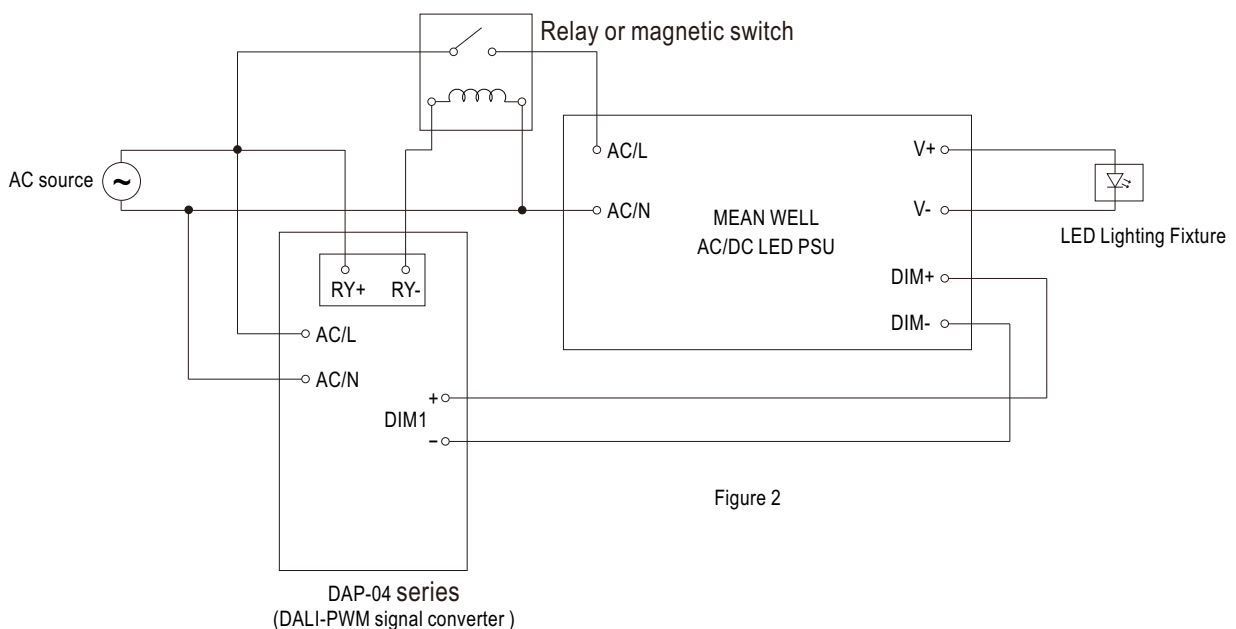 Relay or magnetic switch
AC source
~
AC/L
AC/N
MEAN WELL
AC/DC LED PSU
V+
V-
DIM+
DIM-
LED Lighting Fixture
RY+ RY-
AC/L
AC/N
+
DIM1
-
Figure 2
DAP-04 series
(DALI-PWM signal converter )